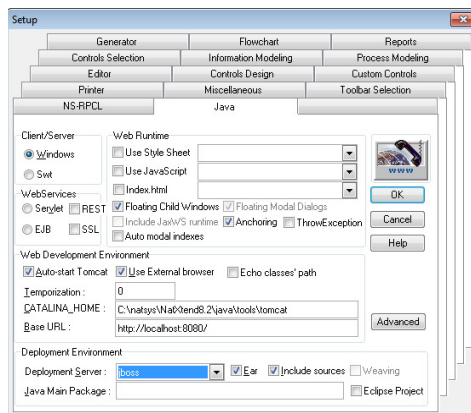 Setup
Generator Flowchart Reports
Controls Selection Information Modeling Process Modeling
Editor Controls Design Custom Controls
Printer Miscellaneous Toolbar Selection
NS-RPCL Java
Client/Server Web Runtime
Windows Use Style Sheet
Swt Use JavaScript
www
Index.html
OK
WebServices Floating Child Windows Floating Modal Dialogs
Servlet REST Include JaxWS runtime Anchoring ThrowException
Cancel
EJB SSL Auto modal indexes
Help
Web Development Environment
Auto-start Tomcat Use External browser Echo classes' path
Temporization : 0
CATALINA_HOME : C:\natsys\NatXtend8.2\java\tools\tomcat
Base URL : http://localhost:8080/
Advanced
Deployment Environment
Deployment Server : jboss Ear Include sources Weaving
Java Main Package : Eclipse Project